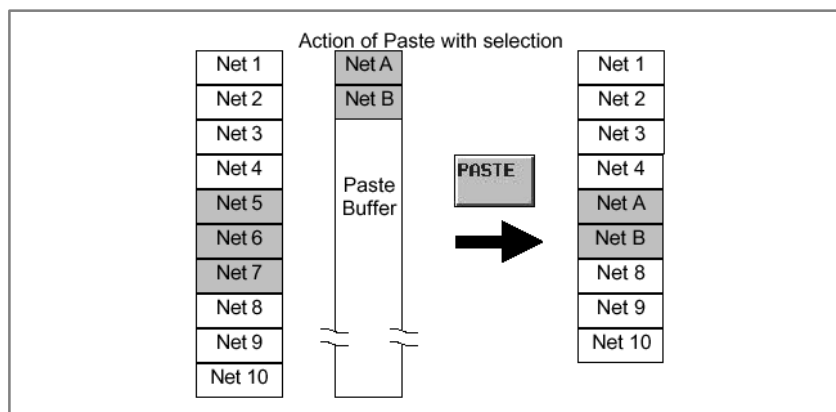 Action of Paste with selection
Net 1
Net 2
Net 3
Net 4
Net 5
Net 6
Net 7
Net 8
Net 9
Net 10
Net A
Net B
Paste
Buffer
PASTE
Net 1
Net 2
Net 3
Net 4
Net A
Net B
Net 8
Net 9
Net 10